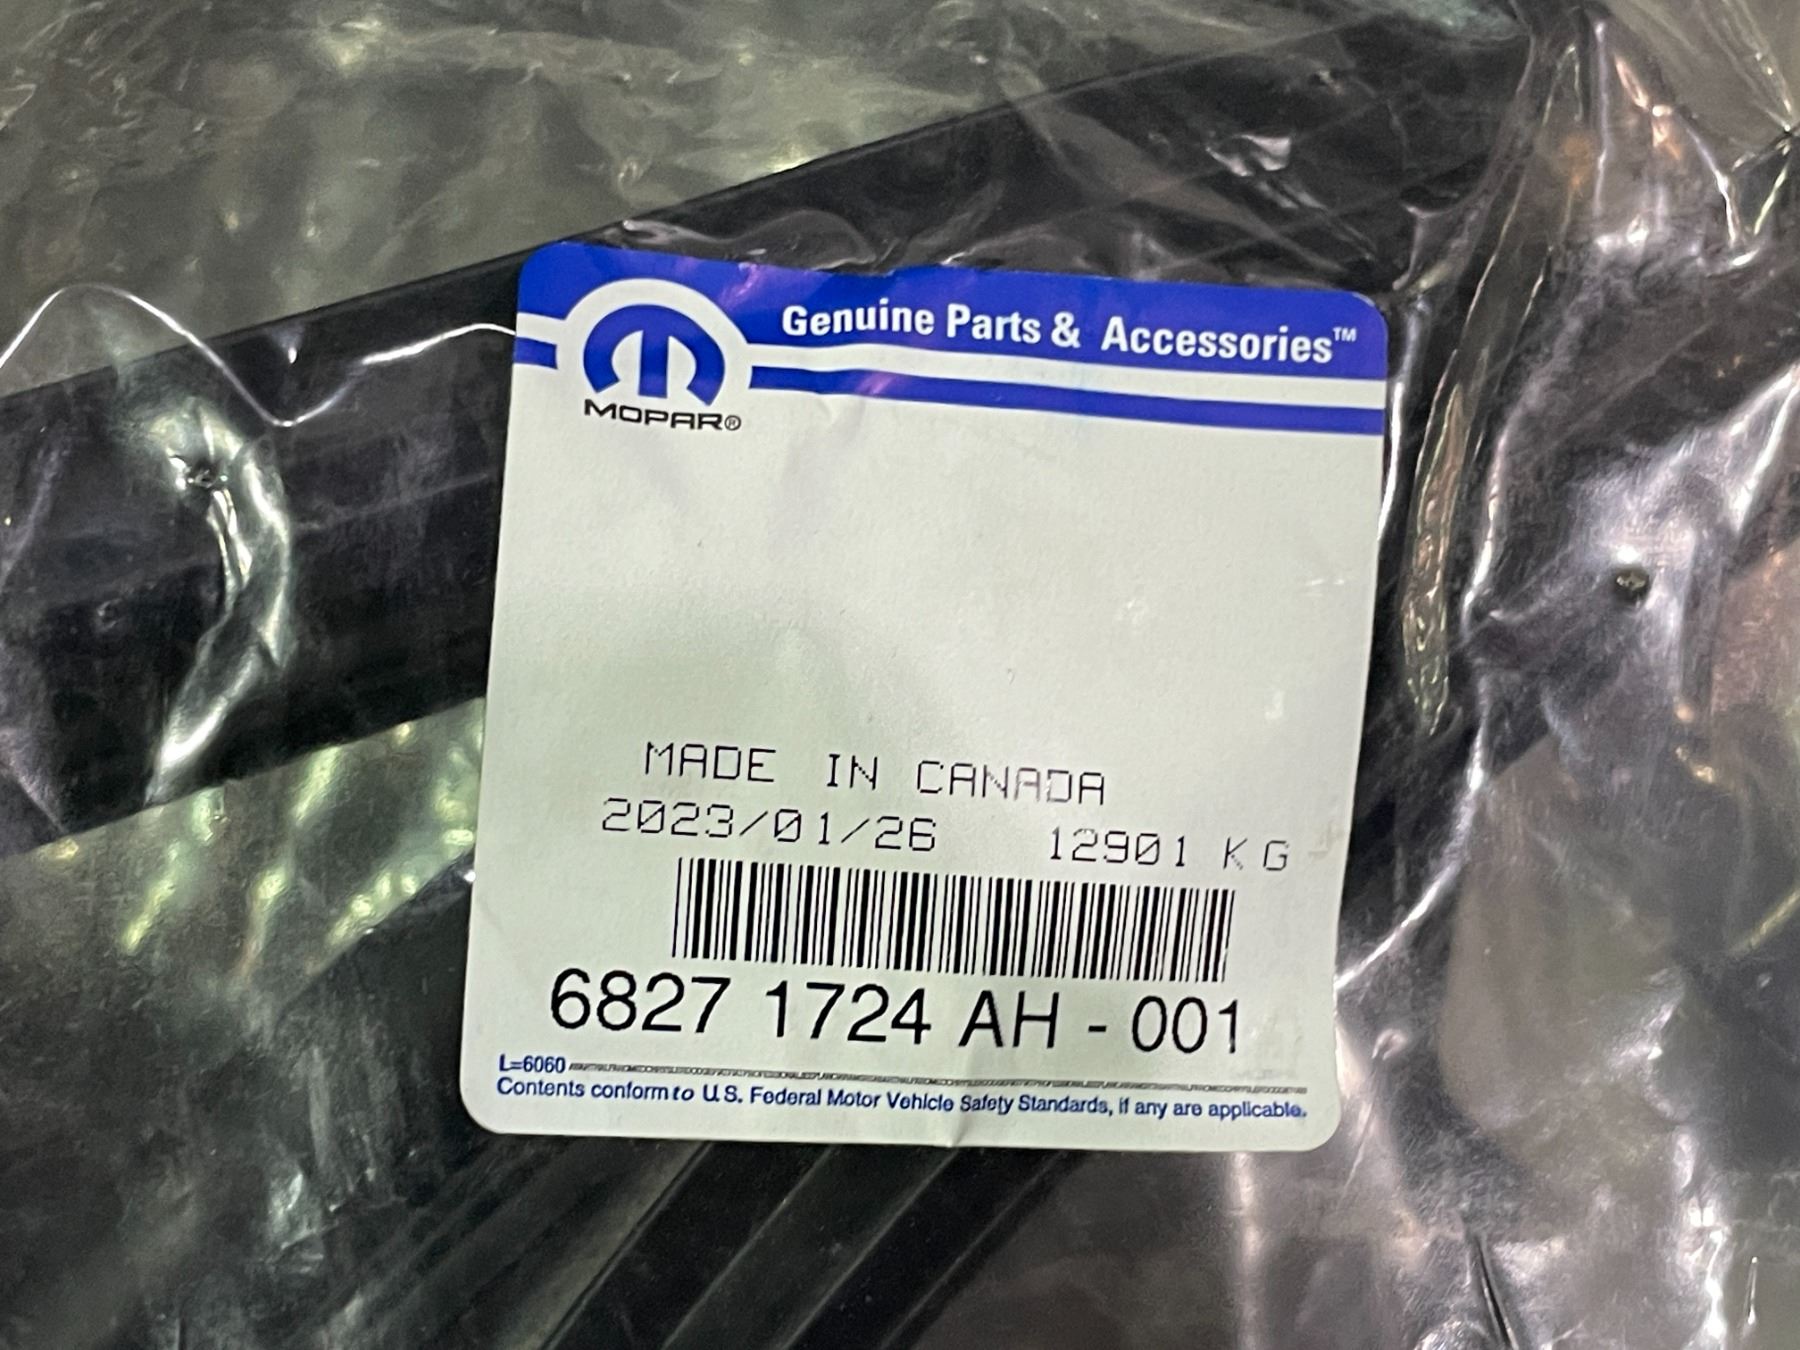 Genuine Parts & Accessories™
MOPAR®
MADE IN CANADA
2023/01/26 12901 KG
6827 1724 AH - 001
L=6060
Contents conform to U.S. Federal Motor Vehicle Safety Standards, if any are applicable.